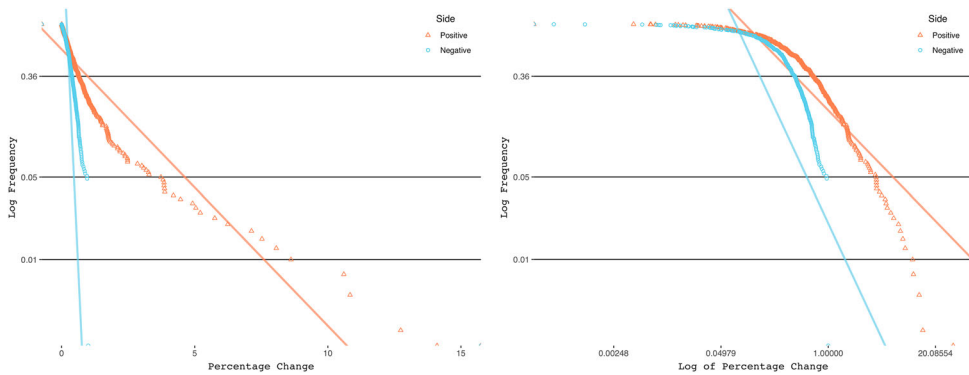 Side
Positive
Negative
0.36
0.05
0.01
Log Frequency
0
5
10
15
Percentage Change
Side
Positive
Negative
0.36
0.05
0.01
Log Frequency
0.00248
0.04979
1.00000
20.08554
Log of Percentage Change